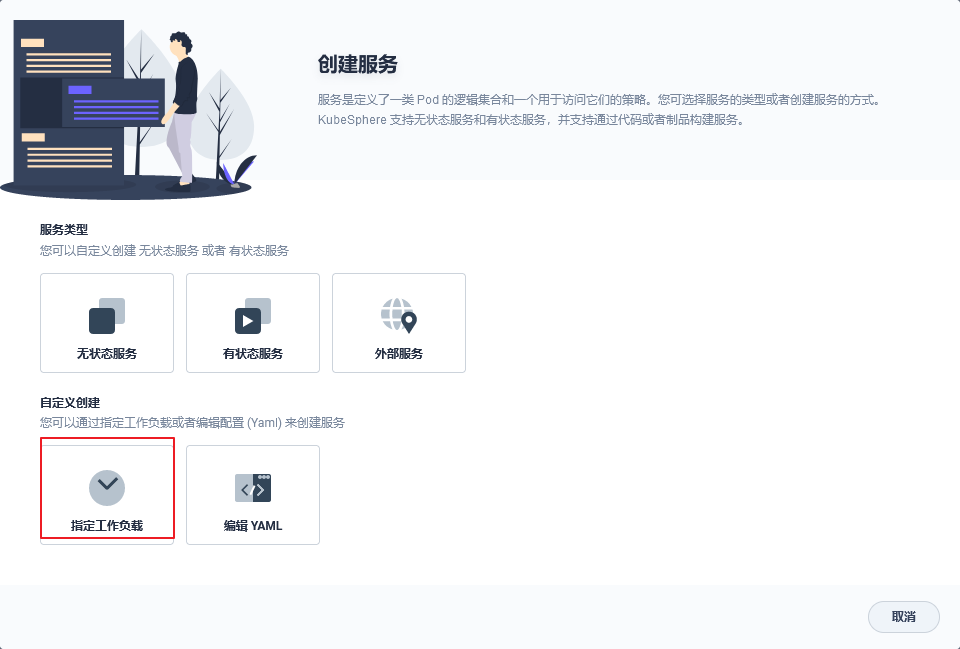 创建服务
服务是定义了一类 Pod 的逻辑集合和一个用于访问它们的策略。您可选择服务的类型或者创建服务的方式。
KubeSphere 支持无状态服务和有状态服务，并支持通过代码或者制品构建服务。
服务类型
您可以自定义创建 无状态服务 或者 有状态服务
无状态服务
有状态服务
外部服务
自定义创建
您可以通过指定工作负载或者编辑配置 (Yaml) 来创建服务
指定工作负载
编辑 YAML
取消